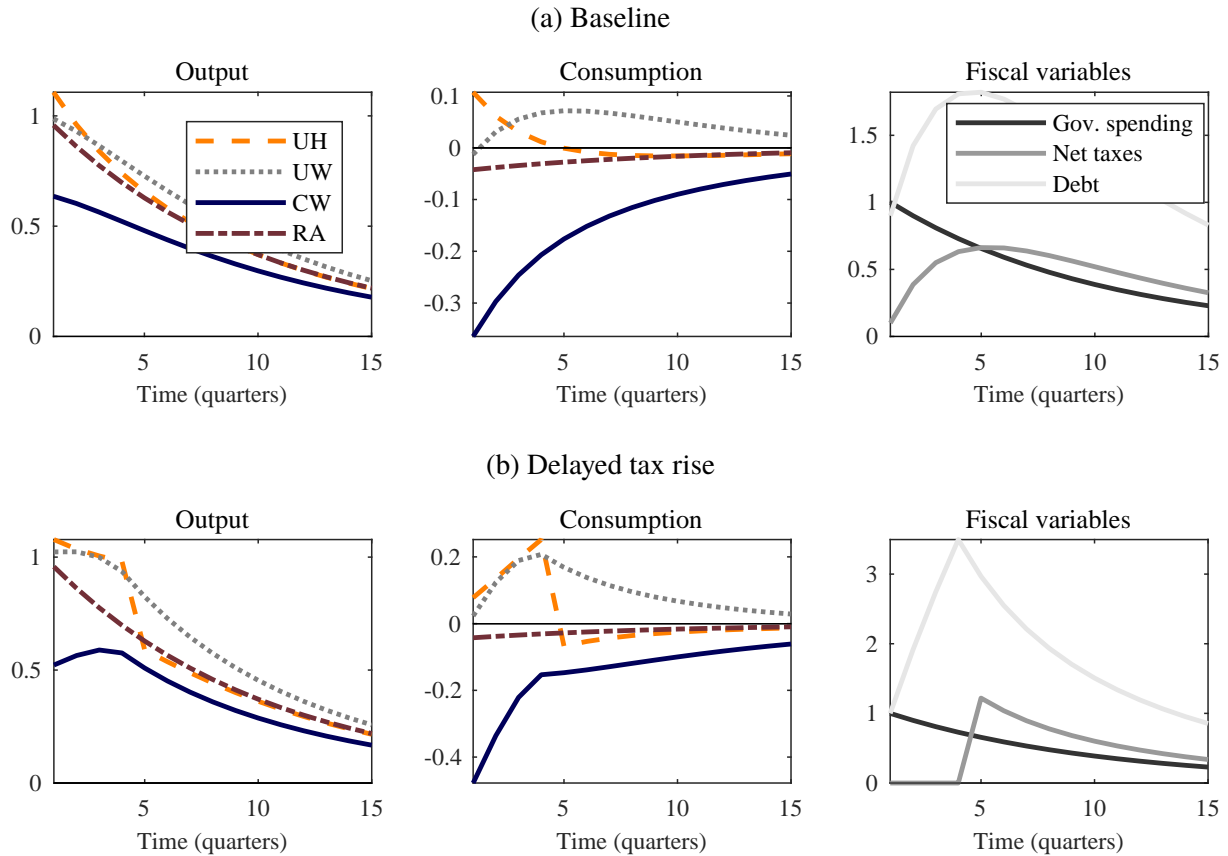 (a) Baseline
Output
Consumption
Fiscal variables
1
0.5
0
UH
UW
CW
RA
0.1
0
-0.1
-0.2
-0.3
1.5
1
0.5
0
Gov. spending
Net taxes
Debt
5 10 15
5 10 15
5 10 15
Time (quarters)
Time (quarters)
Time (quarters)
(b) Delayed tax rise
Output
Consumption
Fiscal variables
1
0.5
0
0.2
0
-0.2
-0.4
3
2
1
0
5 10 15
5 10 15
5 10 15
Time (quarters)
Time (quarters)
Time (quarters)